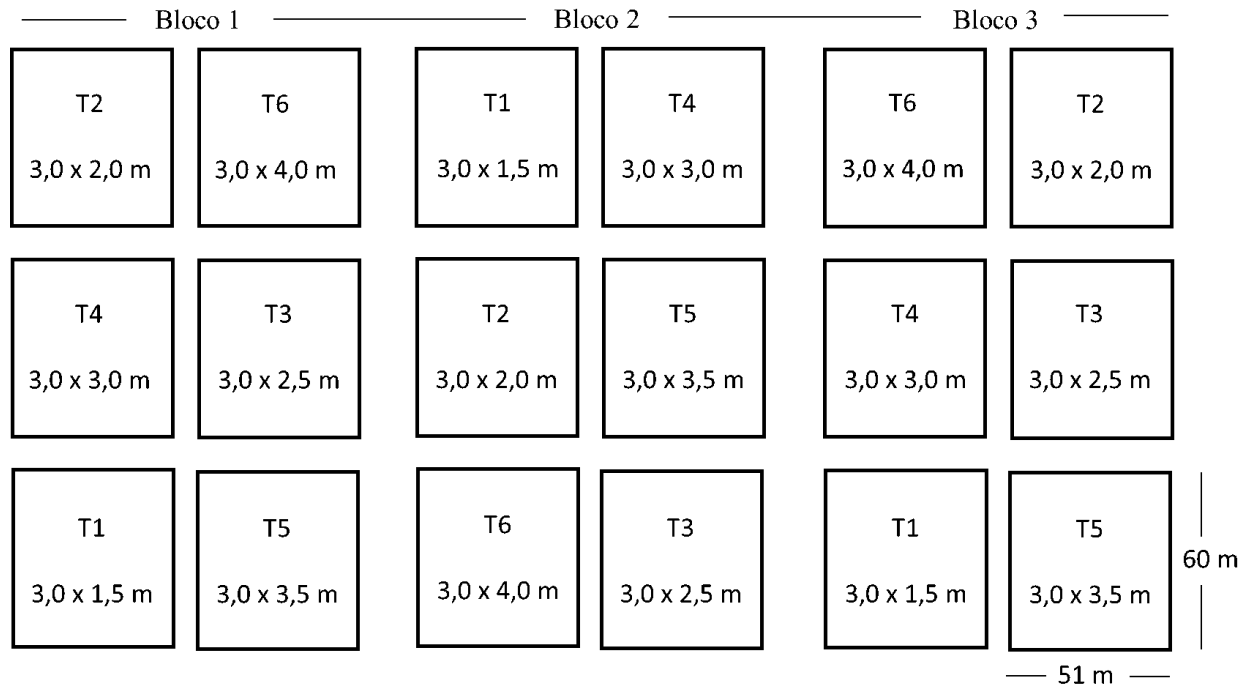 Bloco 1 Bloco 2 Bloco 3
T2 T6 T1 T4 T6 T2
3,0 x 2,0 m 3,0 x 4,0 m 3,0 x 1,5 m 3,0 x 3,0 m 3,0 x 4,0 m 3,0 x 2,0 m
T4 T3 T2 T5 T4 T3
3,0 x 3,0 m 3,0 x 2,5 m 3,0 x 2,0 m 3,0 x 3,5 m 3,0 x 3,0 m 3,0 x 2,5 m
T1 T5 T6 T3 T1 T5
3,0 x 1,5 m 3,0 x 3,5 m 3,0 x 4,0 m 3,0 x 2,5 m 3,0 x 1,5 m 3,0 x 3,5 m
60 m
51 m